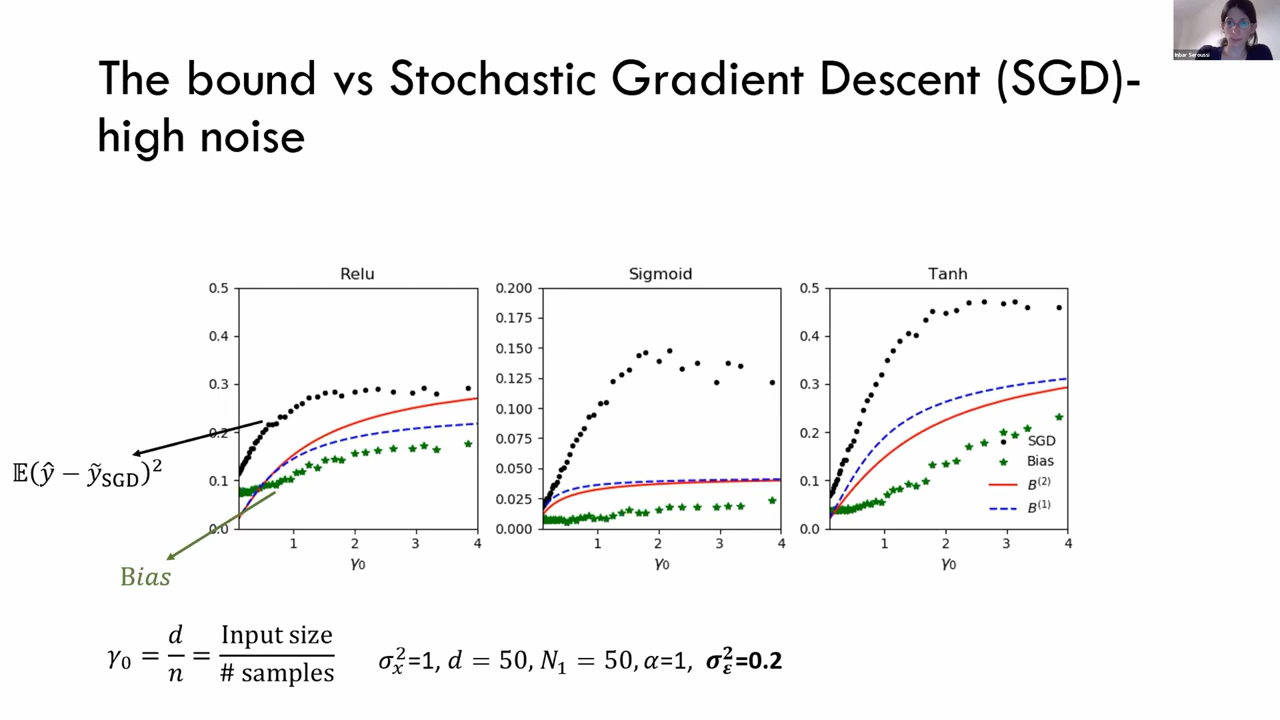 Inbar Seroussi
The bound vs Stochastic Gradient Descent (SGD)-
high noise
Relu
0.5
0.4
0.3
0.2
0.1
0.0
1 2 3 4
γ₀
Sigmoid
0.200
0.175
0.150
0.125
0.100
0.075
0.050
0.025
0.000
1 2 3 4
γ₀
Tanh
0.5
0.4
0.3
0.2
0.1
0.0
1 2 3 4
γ₀
SGD
Bias
B⁽²⁾
B⁽¹⁾
𝔼(ŷ − ỹ_SGD)²
Bias
γ₀ = d/n = Input size / # samples
σₓ²=1, d = 50, N₁ = 50, α=1, σ_ε²=0.2